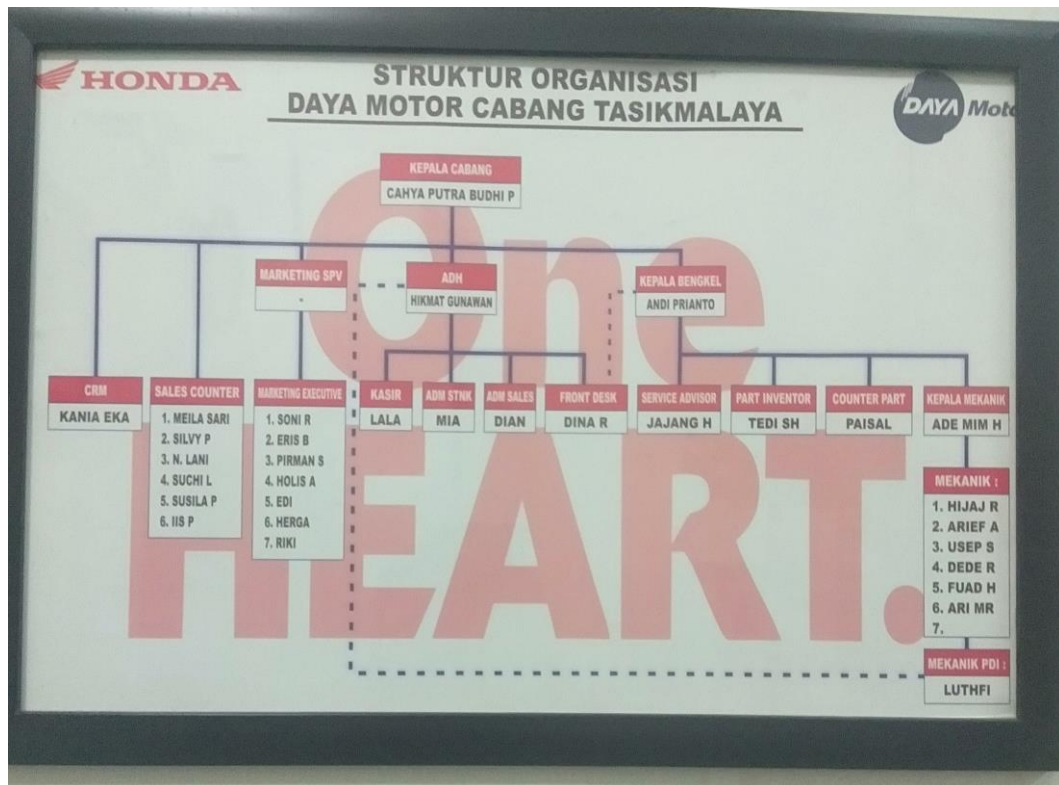 HONDA
STRUKTUR ORGANISASI
DAYA MOTOR CABANG TASIKMALAYA
DAYA Moto
One
HEART.
KEPALA CABANG
CAHYA PUTRA BUDHI P
MARKETING SPV
-
ADH
HIKMAT GUNAWAN
KEPALA BENGKEL
ANDI PRIANTO
CRM
KANIA EKA
SALES COUNTER
1. MEILA SARI
2. SILVY P
3. N. LANI
4. SUCHI L
5. SUSILA P
6. IIS P
MARKETING EXECUTIVE
1. SONI R
2. ERIS B
3. PIRMAN S
4. HOLIS A
5. EDI
6. HERGA
7. RIKI
KASIR
LALA
ADM STNK
MIA
ADM SALES
DIAN
FRONT DESK
DINA R
SERVICE ADVISOR
JAJANG H
PART INVENTOR
TEDI SH
COUNTER PART
PAISAL
KEPALA MEKANIK
ADE MIM H
MEKANIK :
1. HIJAJ R
2. ARIEF A
3. USEP S
4. DEDE R
5. FUAD H
6. ARI MR
7.
MEKANIK PDI :
LUTHFI